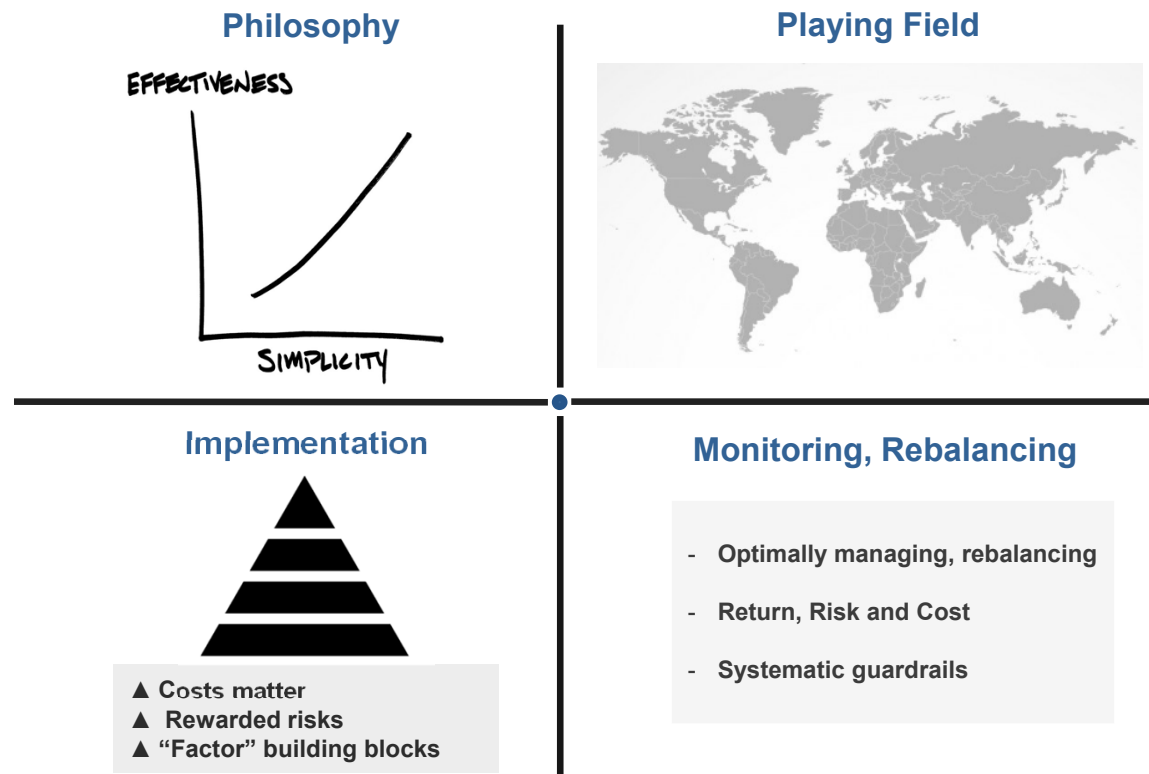 Philosophy
EFFECTIVENESS
SIMPLICITY
Playing Field
Implementation
▲ Costs matter
▲ Rewarded risks
▲ “Factor” building blocks
Monitoring, Rebalancing
- Optimally managing, rebalancing
- Return, Risk and Cost
- Systematic guardrails